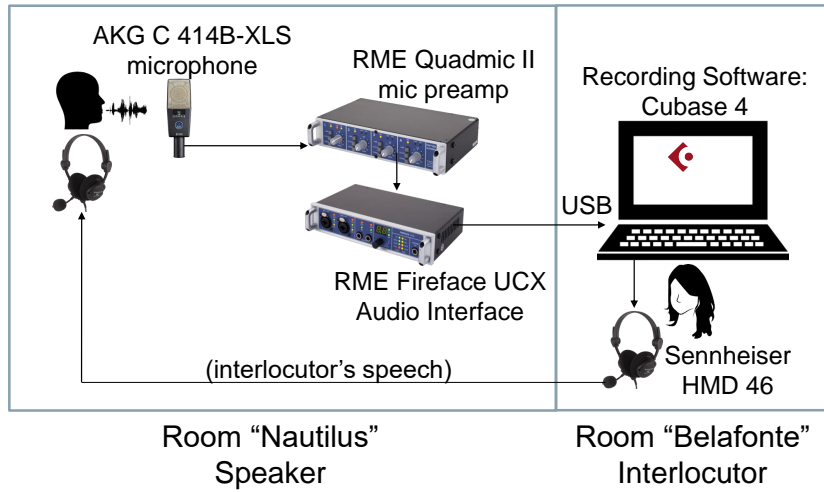 AKG C 414B-XLS
microphone
RME Quadmic II
mic preamp
Recording Software:
Cubase 4
USB
RME Fireface UCX
Audio Interface
Sennheiser
HMD 46
(interlocutor's speech)
Room “Nautilus”
Speaker
Room “Belafonte”
Interlocutor